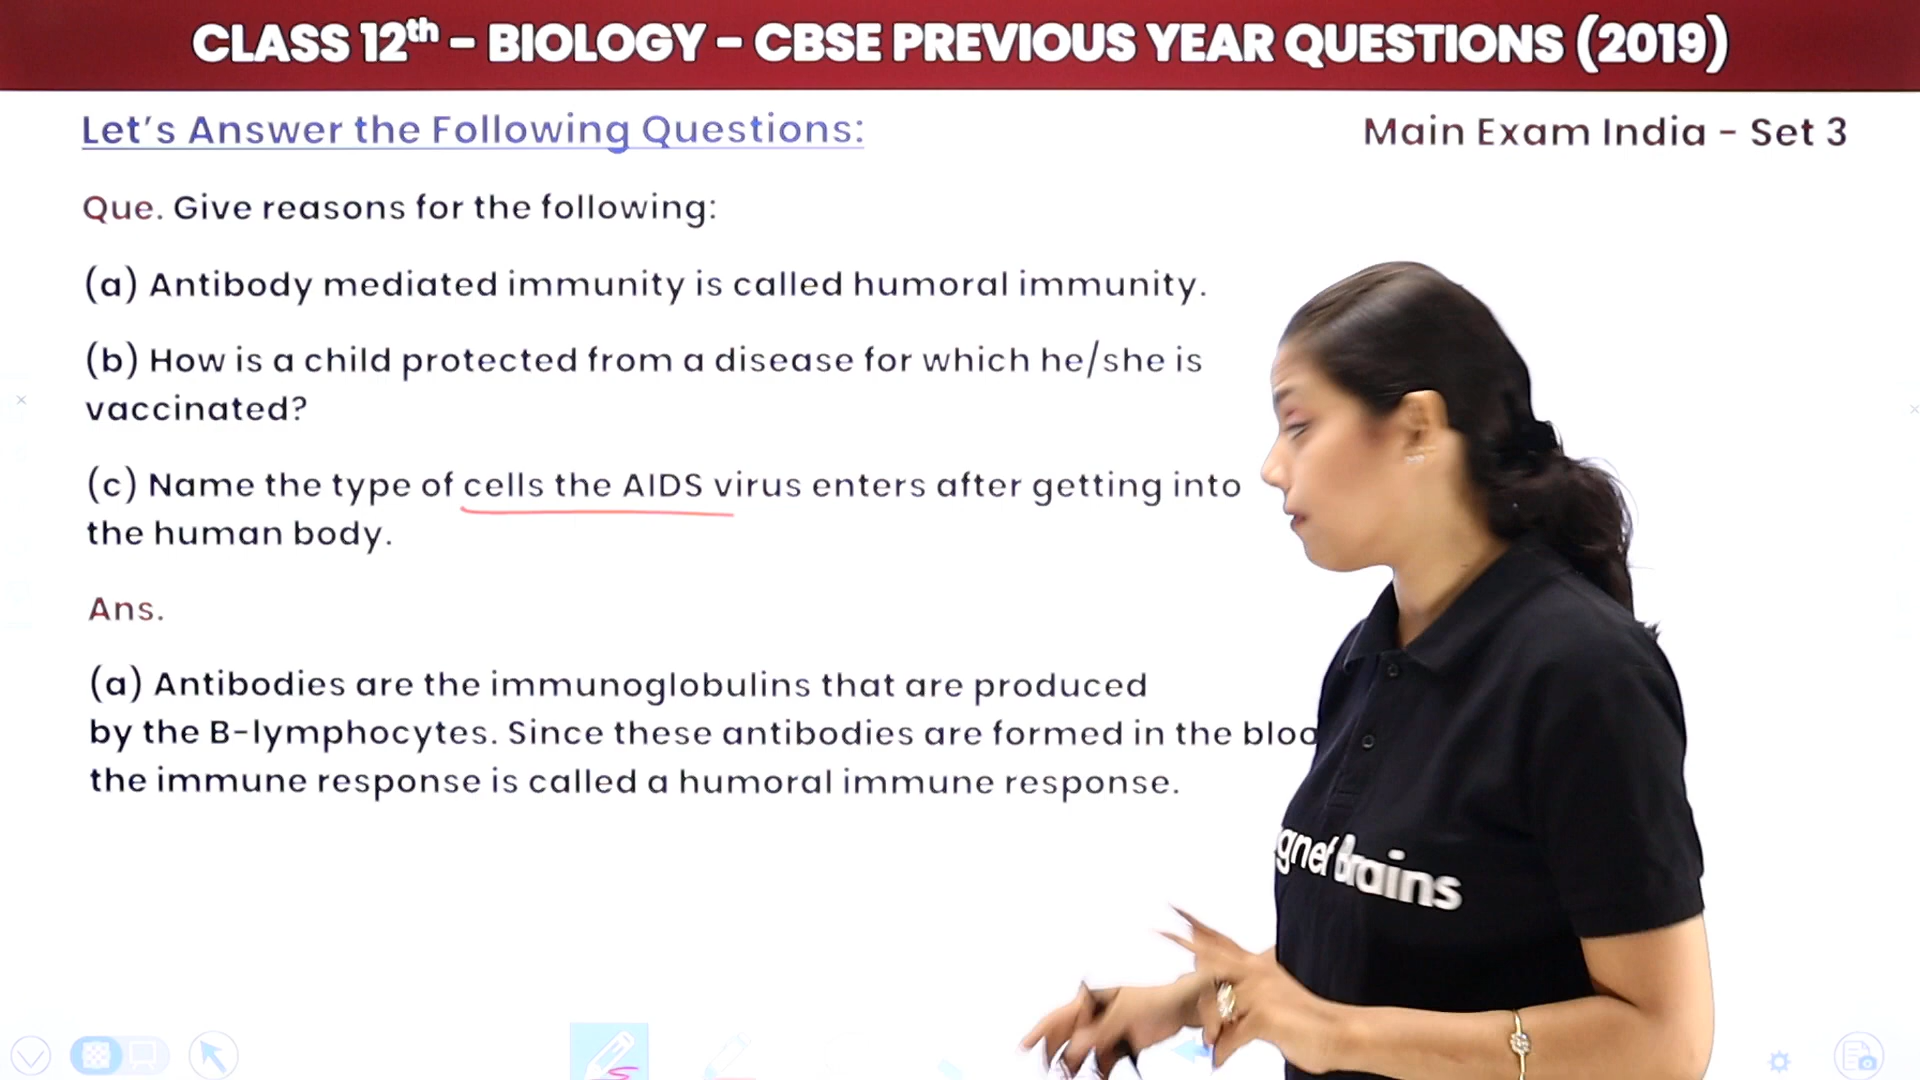 CLASS 12th - BIOLOGY - CBSE PREVIOUS YEAR QUESTIONS (2019)
Let's Answer the Following Questions:
Main Exam India - Set 3
Que. Give reasons for the following:
(a) Antibody mediated immunity is called humoral immunity.
(b) How is a child protected from a disease for which he/she is
vaccinated?
(c) Name the type of cells the AIDS virus enters after getting into
the human body.
Ans.
(a) Antibodies are the immunoglobulins that are produced
by the B-lymphocytes. Since these antibodies are formed in the
the immune response is called a humoral immune response.
Brains